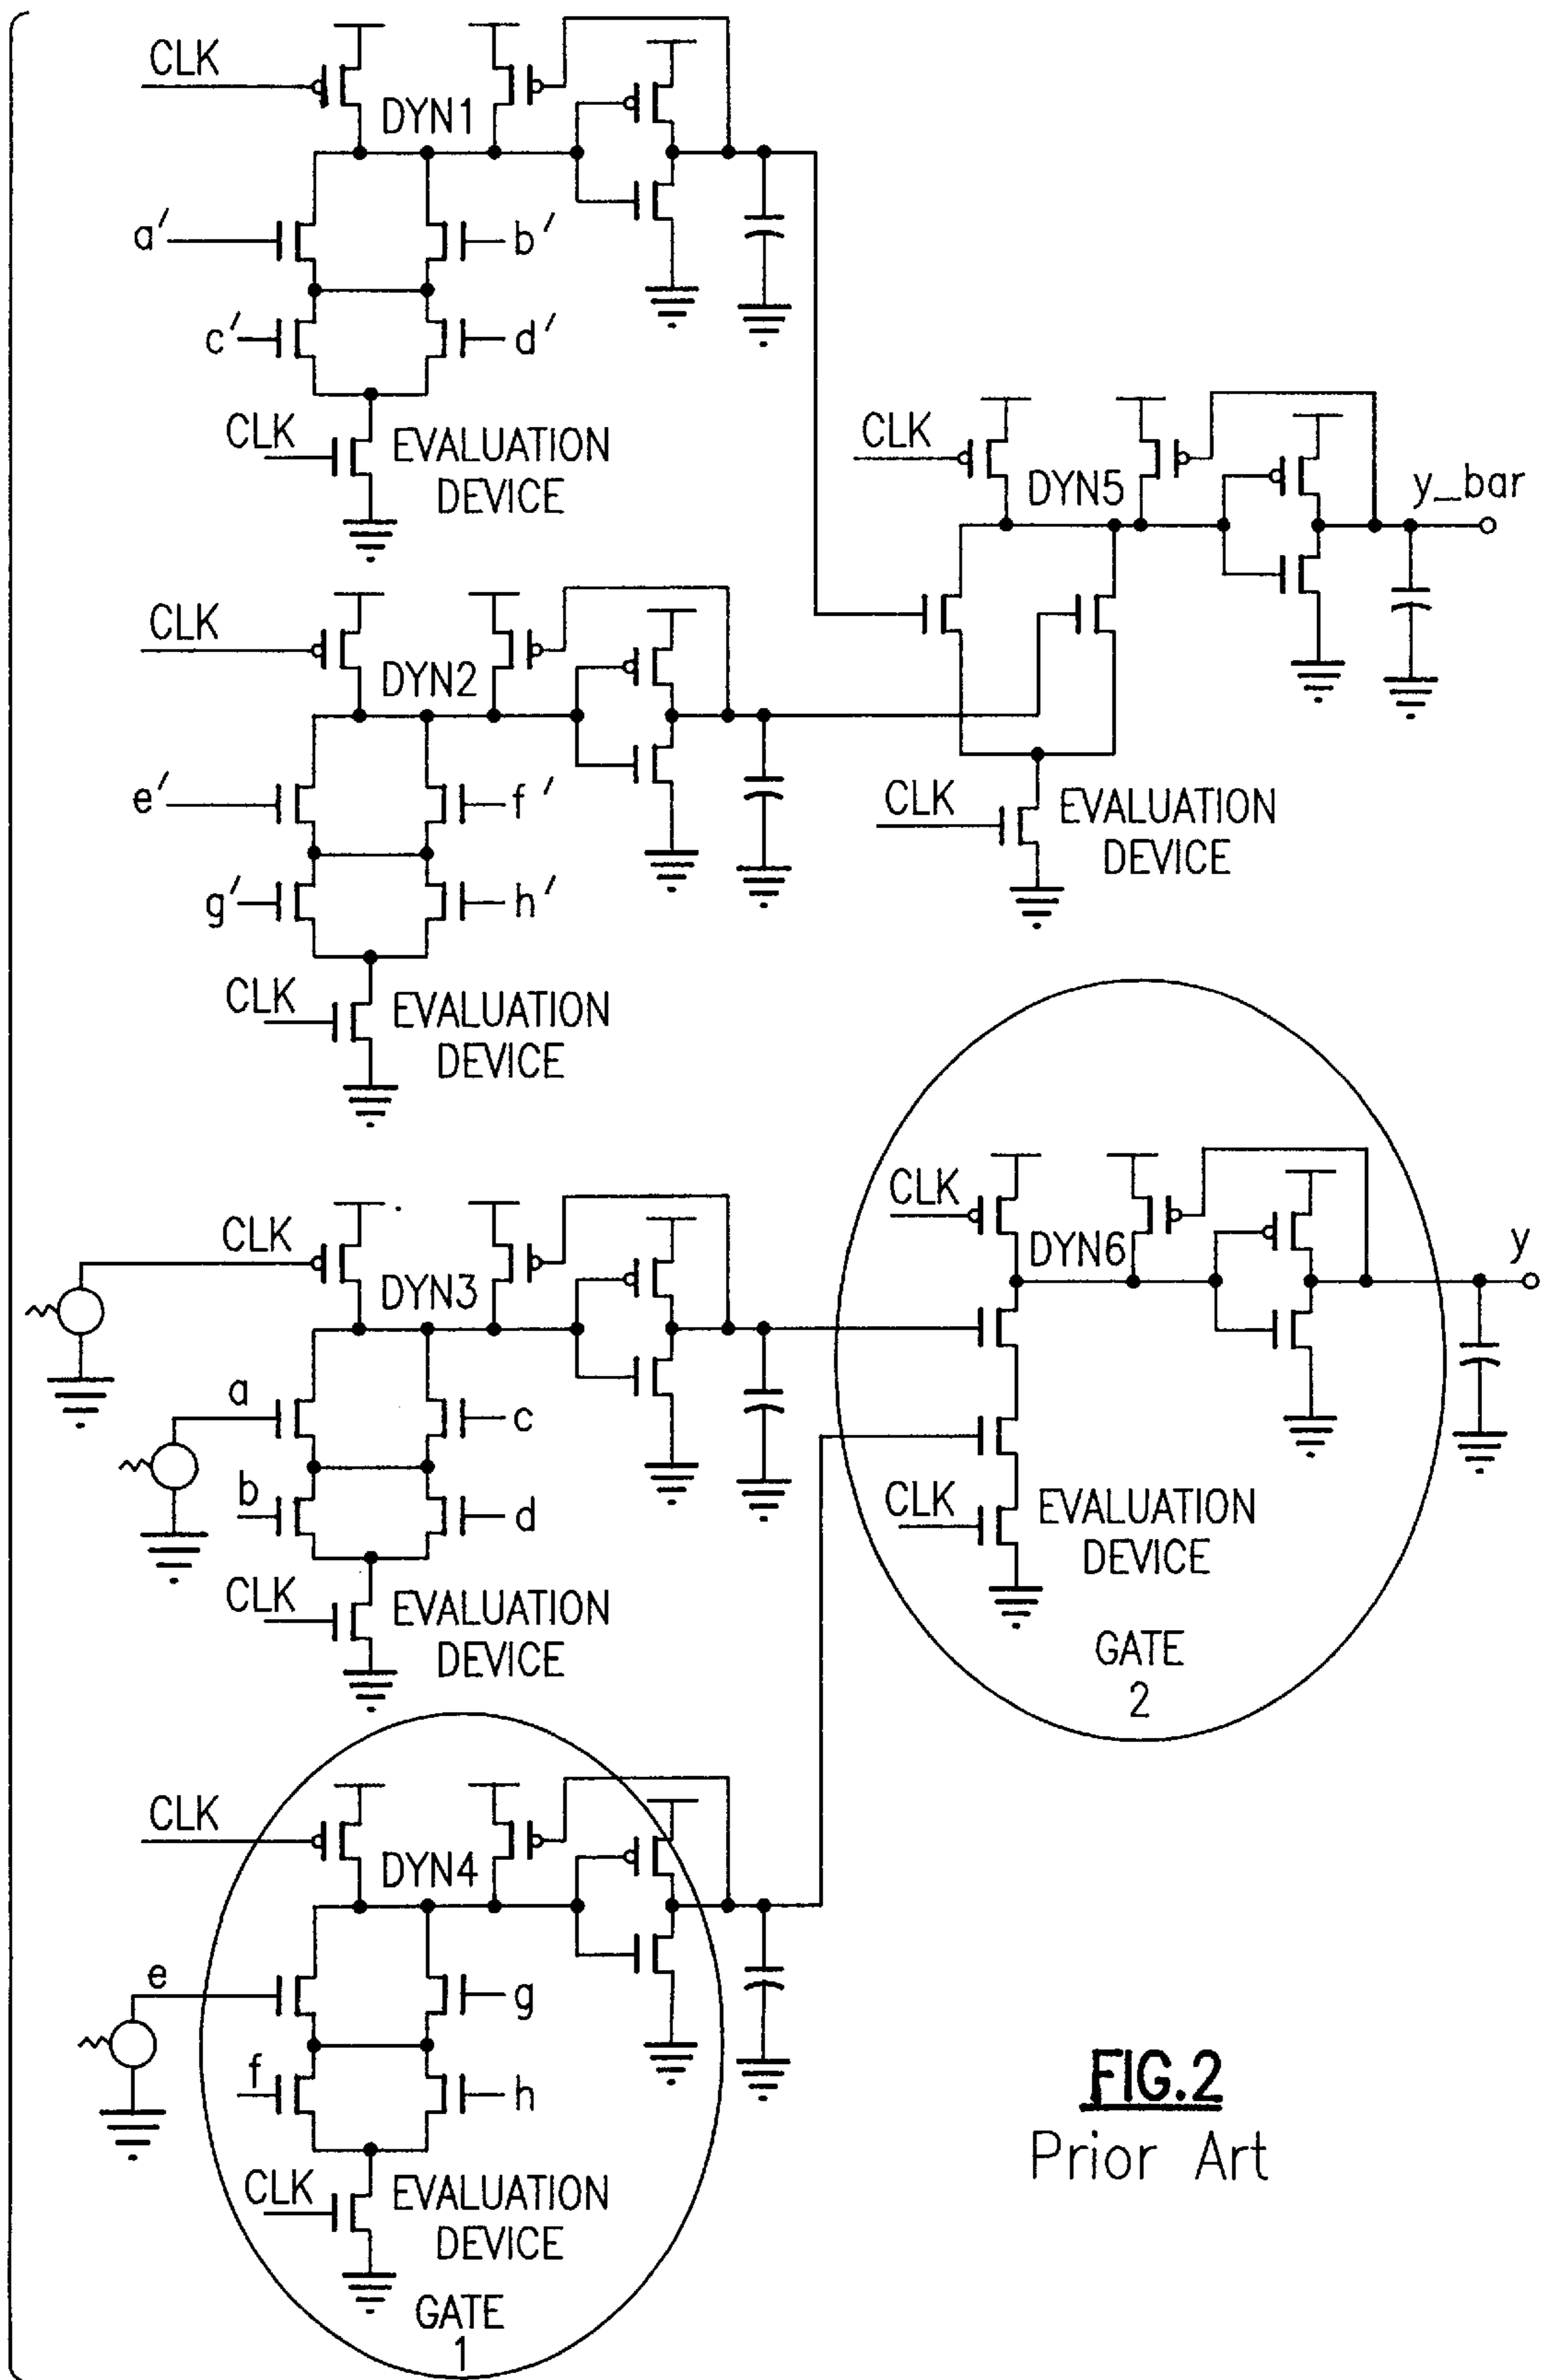 CLK
DYN1
a′
b′
c′
d′
CLK
EVALUATION
DEVICE
CLK
DYN5
y_bar
CLK
DYN2
e′
f′
CLK
EVALUATION
DEVICE
g′
h′
CLK
EVALUATION
DEVICE
CLK
DYN3
CLK
DYN6
y
a
c
b
d
CLK
EVALUATION
DEVICE
CLK
EVALUATION
DEVICE
GATE
2
CLK
DYN4
e
g
f
h
CLK
EVALUATION
DEVICE
GATE
1
FIG.2
Prior Art